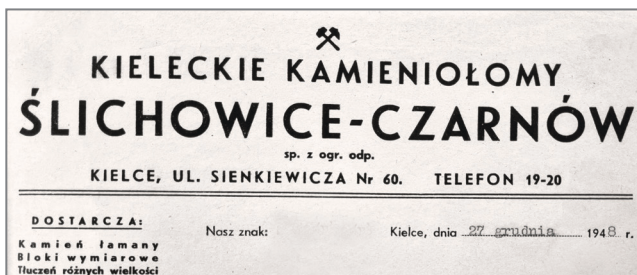 KIELECKIE KAMIENIOŁOMY
ŚLICHOWICE-CZARNÓW
sp. z ogr. odp.
KIELCE, UL. SIENKIEWICZA Nr 60. TELEFON 19-20
DOSTARCZA:
Nasz znak: Kielce, dnia 27 grudnia 1948 r.
Kamień łamany
Bloki wymiarowe
Tłuczeń różnych wielkości